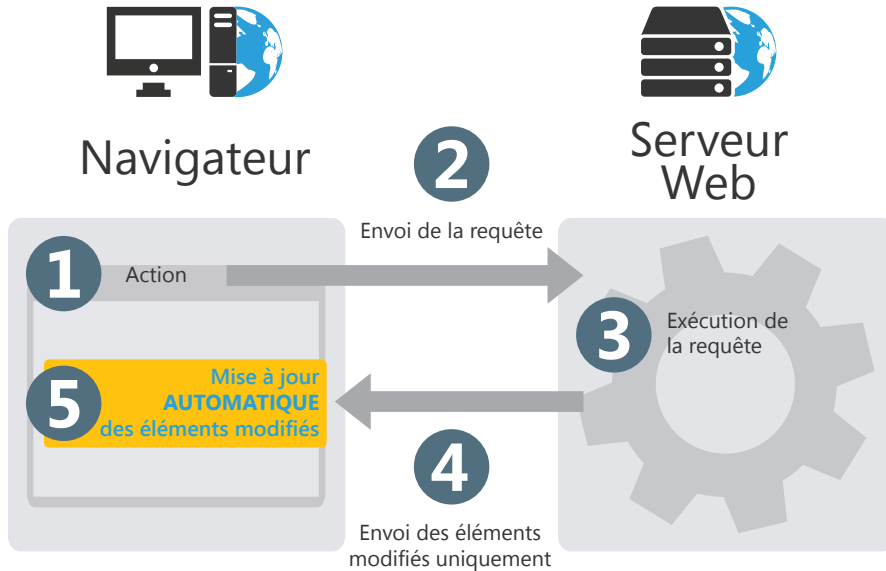 Navigateur
Serveur
Web
2
Envoi de la requête
1
Action
3
Exécution de
la requête
5
Mise à jour
AUTOMATIQUE
des éléments modifiés
4
Envoi des éléments
modifiés uniquement